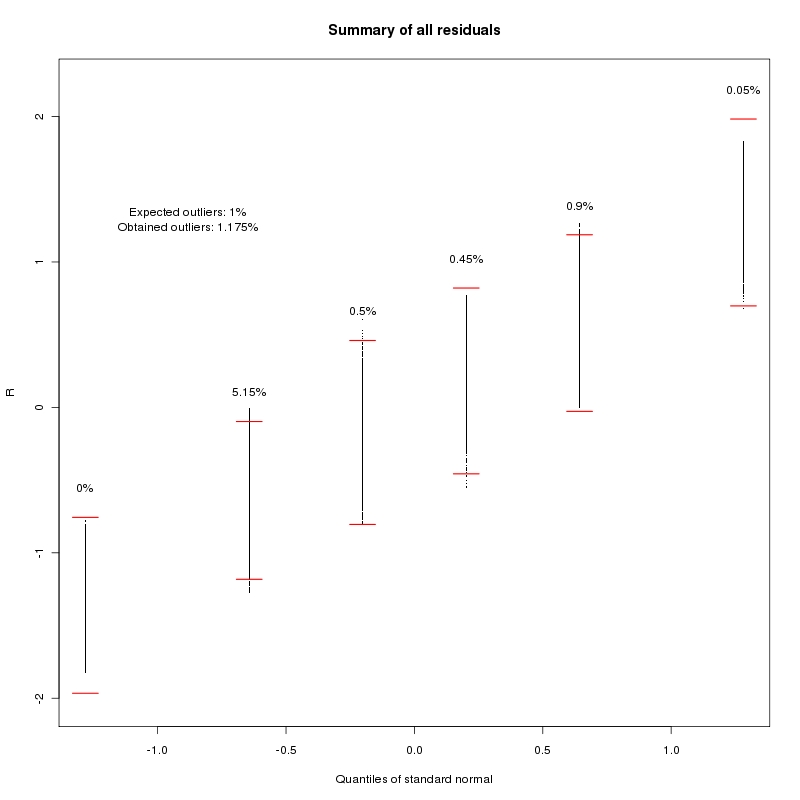 Summary of all residuals
0.05%
0.9%
Expected outliers: 1%
Obtained outliers: 1.175%
0.45%
0.5%
5.15%
0%
R
2
1
0
-1
-2
-1.0 -0.5 0.0 0.5 1.0
Quantiles of standard normal